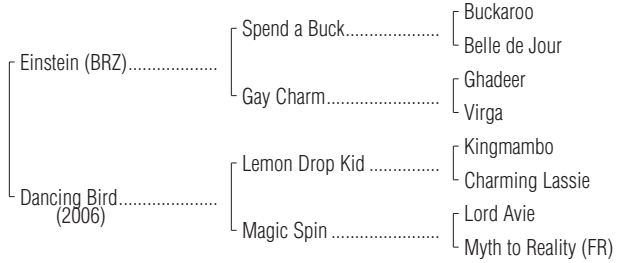 Buckaroo
Spend a Buck
Belle de Jour
Einstein (BRZ)
Ghadeer
Gay Charm
Virga
Kingmambo
Lemon Drop Kid
Charming Lassie
Dancing Bird
(2006)
Lord Avie
Magic Spin
Myth to Reality (FR)